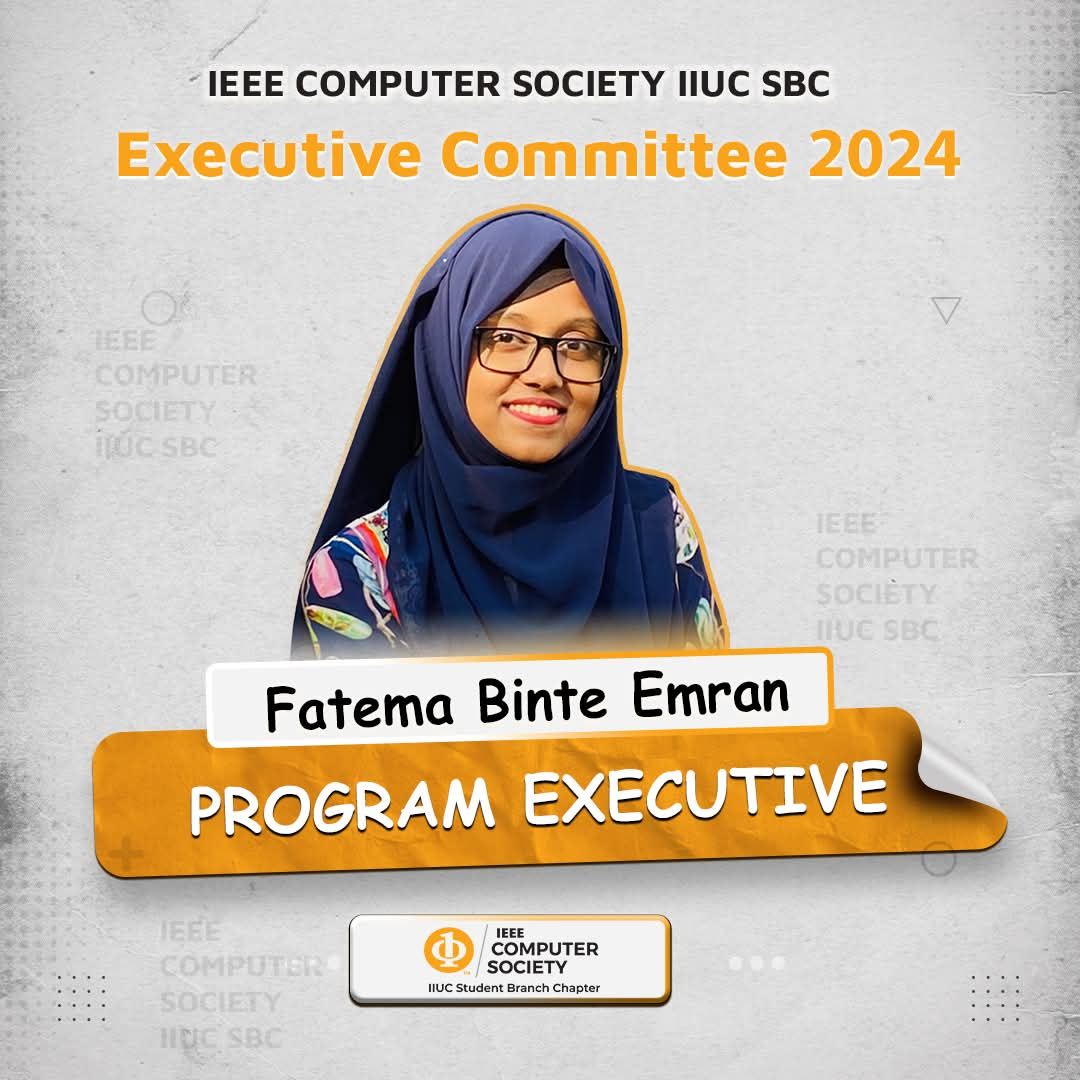 IEEE COMPUTER SOCIETY IIUC SBC
Executive Committee 2024
IEEE
COMPUTER
SOCIETY
IIUC SBC
IEEE
COMPUTER
SOCIETY
IIUC SBC
Fatema Binte Emran
PROGRAM EXECUTIVE
IEEE
COMPUTER
SOCIETY
IIUC Student Branch Chapter
IEEE
COMPUTER
SOCIETY
IIUC SBC